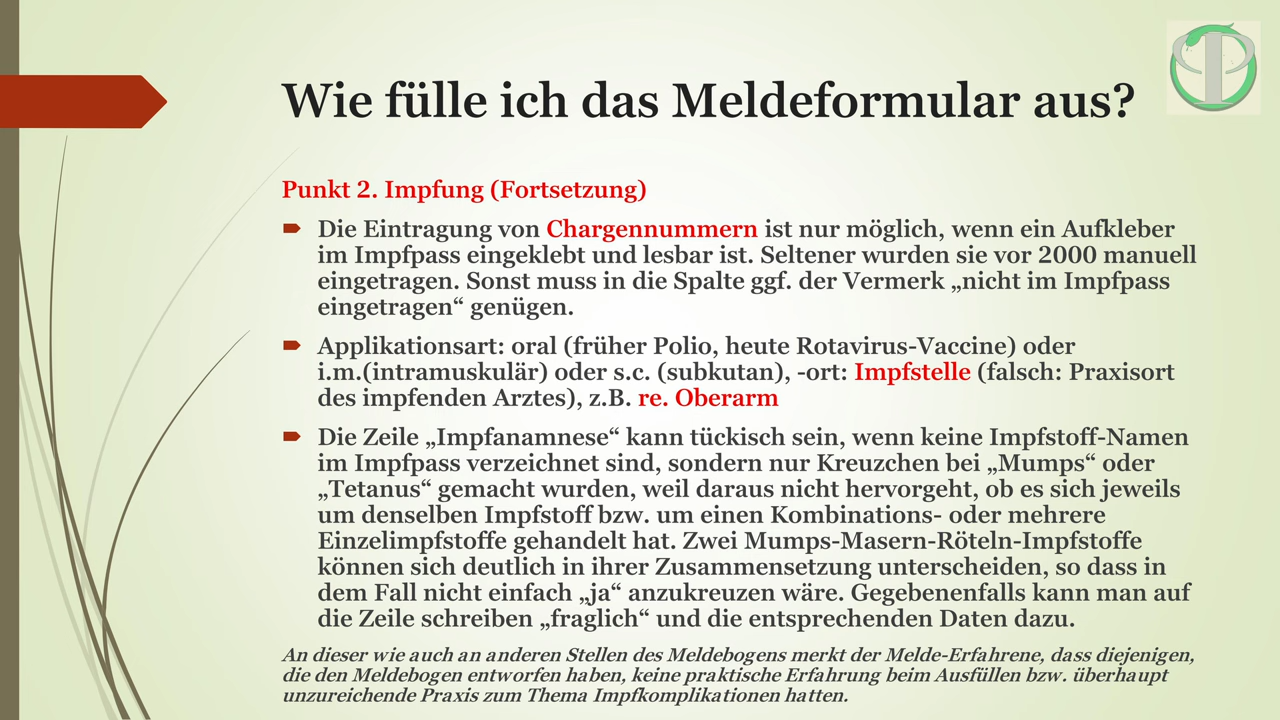 Wie fülle ich das Meldeformular aus?
Punkt 2. Impfung (Fortsetzung)
Die Eintragung von Chargennummern ist nur möglich, wenn ein Aufkleber
im Impfpass eingeklebt und lesbar ist. Seltener wurden sie vor 2000 manuell
eingetragen. Sonst muss in die Spalte ggf. der Vermerk „nicht im Impfpass
eingetragen“ genügen.
Applikationsart: oral (früher Polio, heute Rotavirus-Vaccine) oder
i.m.(intramuskulär) oder s.c. (subkutan), -ort: Impfstelle (falsch: Praxisort
des impfenden Arztes), z.B. re. Oberarm
Die Zeile „Impfanamnese“ kann tückisch sein, wenn keine Impfstoff-Namen
im Impfpass verzeichnet sind, sondern nur Kreuzchen bei „Mumps“ oder
„Tetanus“ gemacht wurden, weil daraus nicht hervorgeht, ob es sich jeweils
um denselben Impfstoff bzw. um einen Kombinations- oder mehrere
Einzelimpfstoffe gehandelt hat. Zwei Mumps-Masern-Röteln-Impfstoffe
können sich deutlich in ihrer Zusammensetzung unterscheiden, so dass in
dem Fall nicht einfach „ja“ anzukreuzen wäre. Gegebenenfalls kann man auf
die Zeile schreiben „fraglich“ und die entsprechenden Daten dazu.
An dieser wie auch an anderen Stellen des Meldebogens merkt der Melde-Erfahrene, dass diejenigen,
die den Meldebogen entworfen haben, keine praktische Erfahrung beim Ausfüllen bzw. überhaupt
unzureichende Praxis zum Thema Impfkomplikationen hatten.